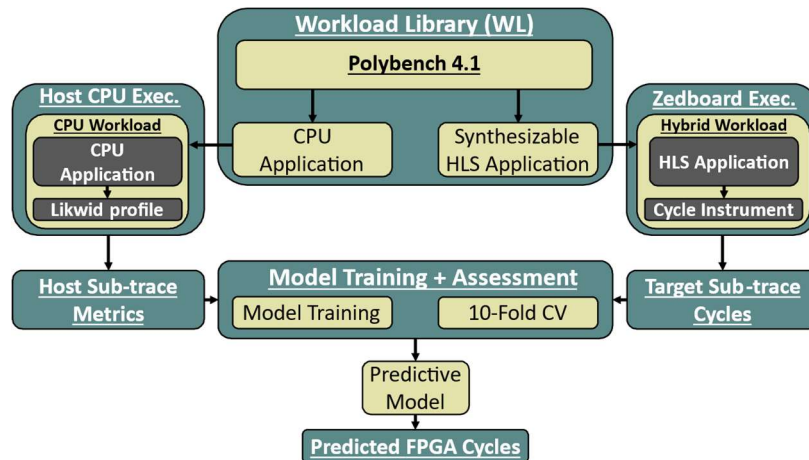 Workload Library (WL)
Polybench 4.1
Host CPU Exec.
CPU Workload
CPU
Application
Likwid profile
CPU
Application
Synthesizable
HLS Application
Zedboard Exec.
Hybrid Workload
HLS Application
Cycle Instrument
Host Sub-trace
Metrics
Model Training + Assessment
Model Training
10-Fold CV
Target Sub-trace
Cycles
Predictive
Model
Predicted FPGA Cycles